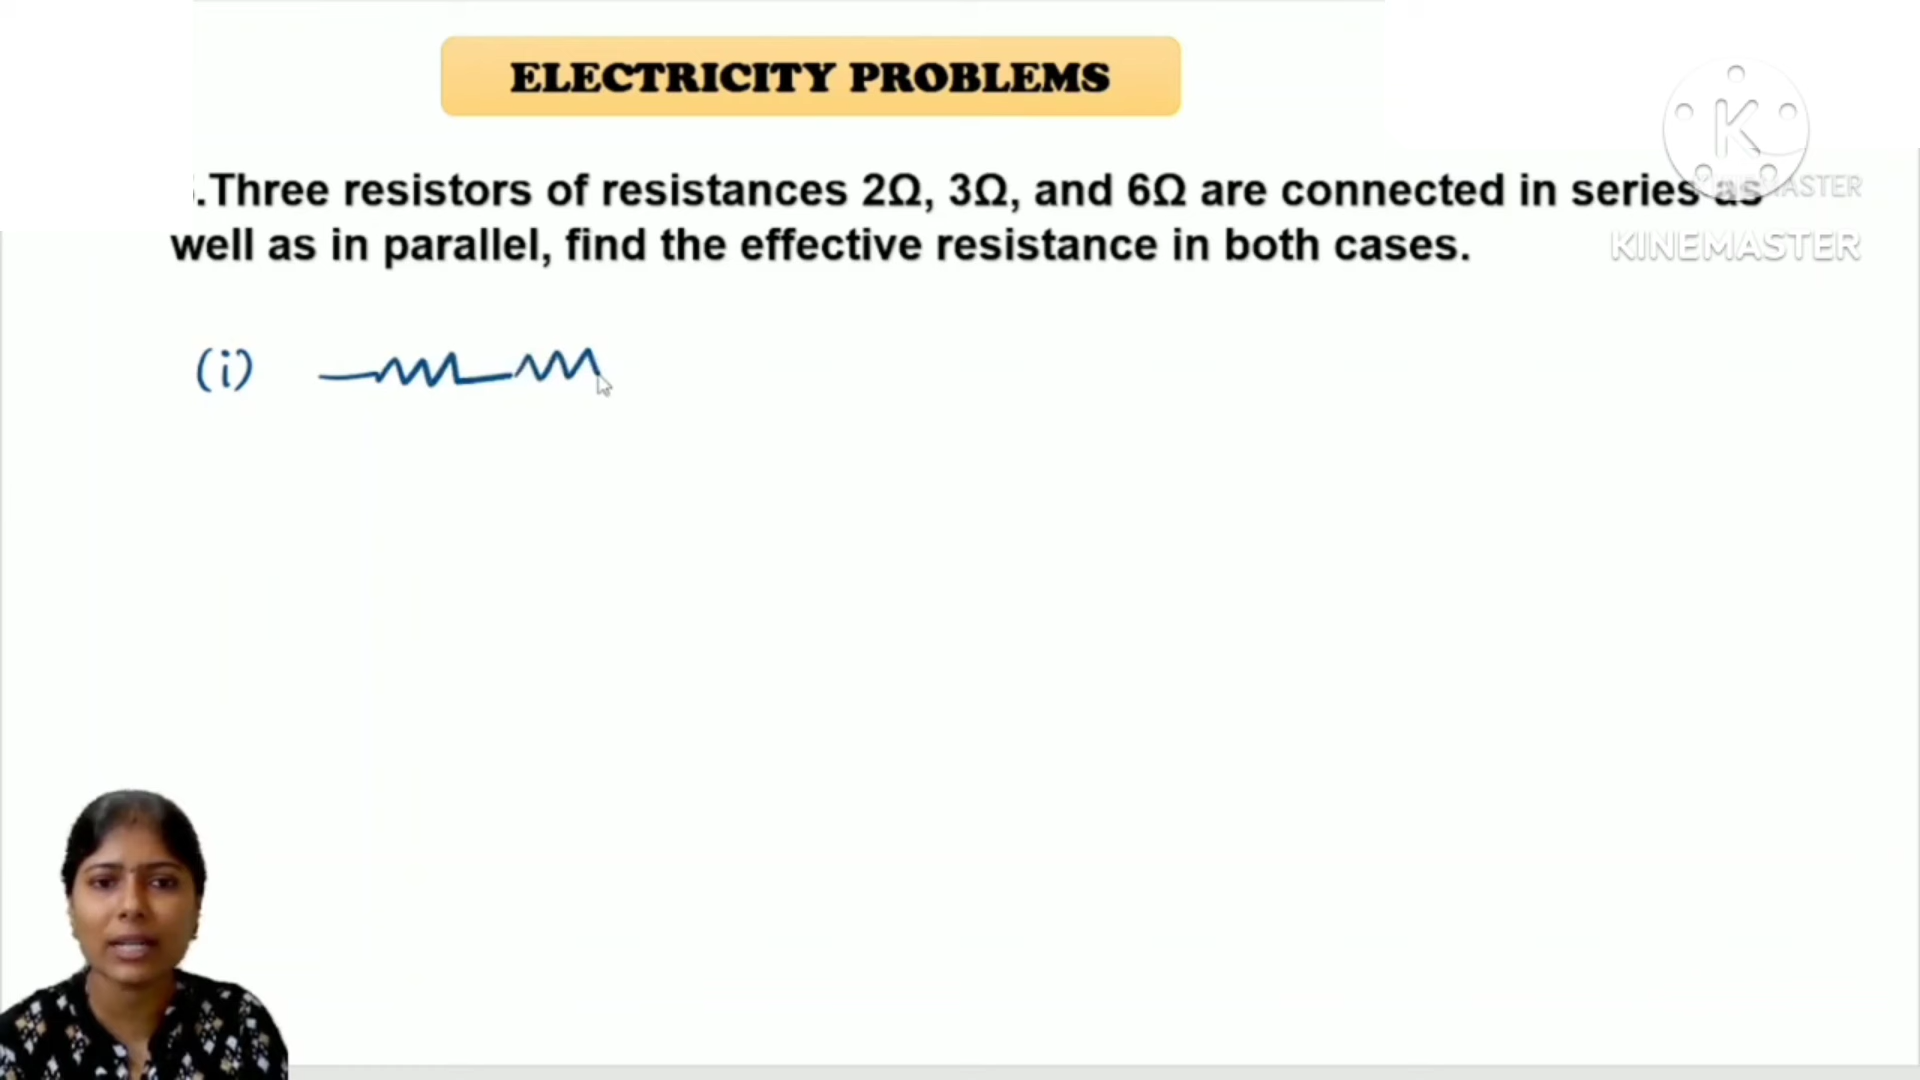 ELECTRICITY PROBLEMS
.Three resistors of resistances 2Ω, 3Ω, and 6Ω are connected in series as
KINEMASTER
well as in parallel, find the effective resistance in both cases.
KINEMASTER
(i)